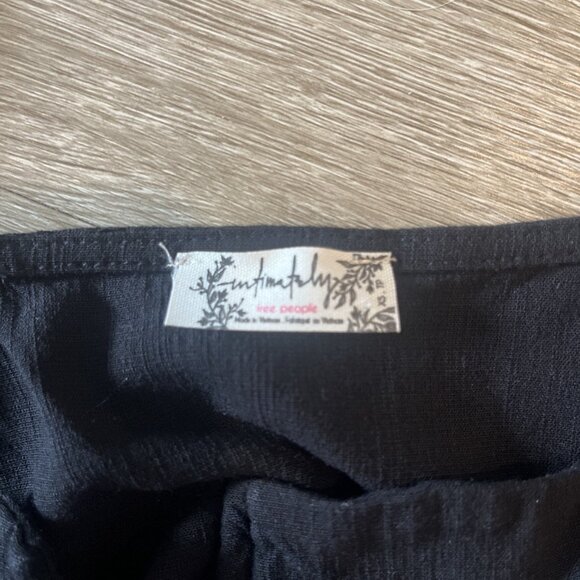 intimately
free people
Made in Vietnam . Fabriqué au Vietnam